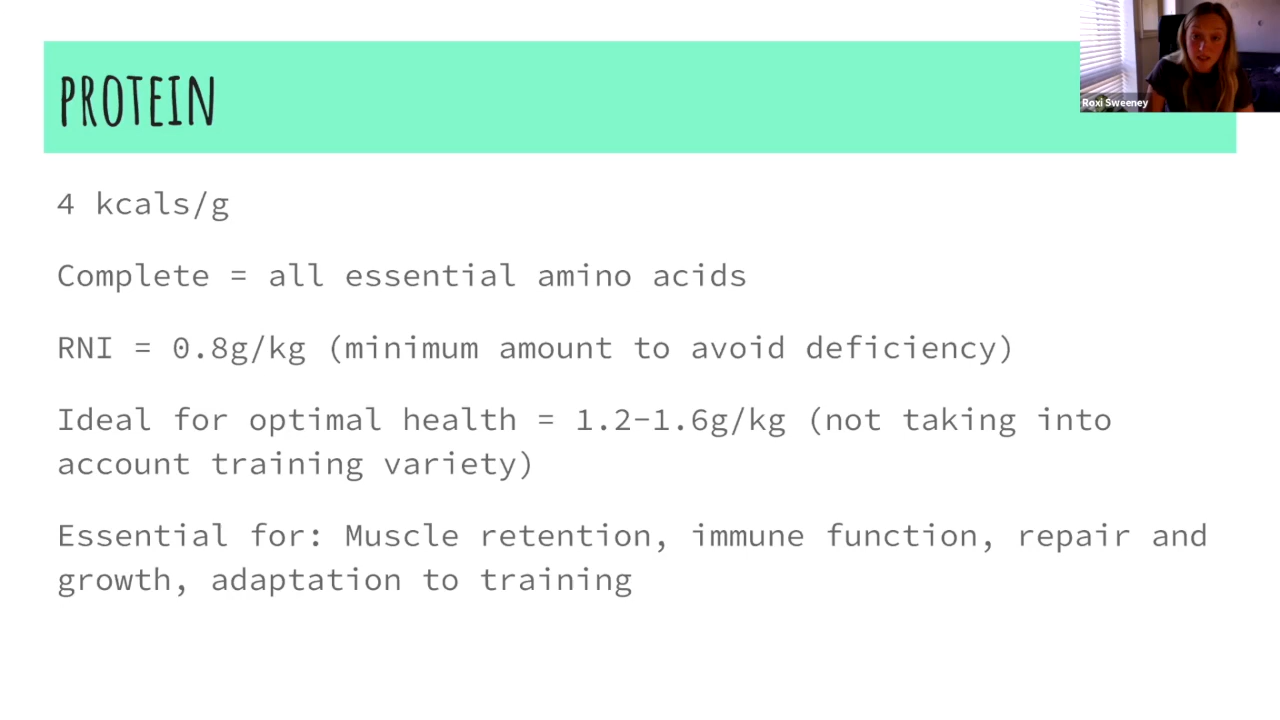 PROTEIN
Roxi Sweeney
4 kcals/g
Complete = all essential amino acids
RNI = 0.8g/kg (minimum amount to avoid deficiency)
Ideal for optimal health = 1.2-1.6g/kg (not taking into
account training variety)
Essential for: Muscle retention, immune function, repair and
growth, adaptation to training